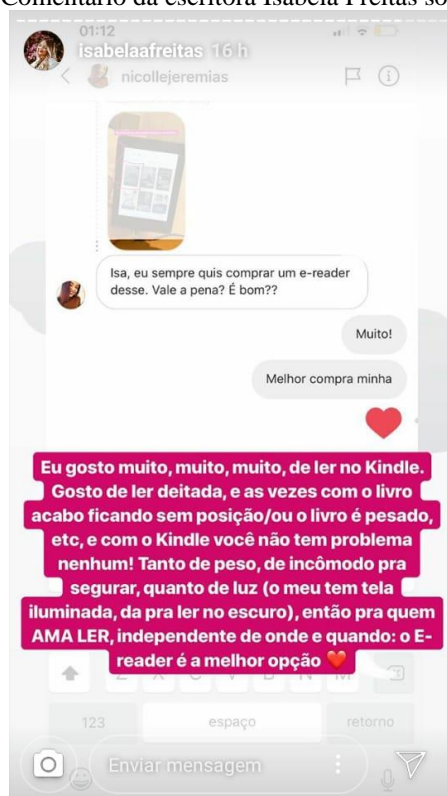 Comentário da escritora Isabela Freitas so
01:12
isabelaafreitas 16 h
nicollejeremias
Isa, eu sempre quis comprar um e-reader
desse. Vale a pena? É bom??
Muito!
Melhor compra minha
Eu gosto muito, muito, muito, de ler no Kindle.
Gosto de ler deitada, e as vezes com o livro
acabo ficando sem posição/ou o livro é pesado,
etc, e com o Kindle você não tem problema
nenhum! Tanto de peso, de incômodo pra
segurar, quanto de luz (o meu tem tela
iluminada, da pra ler no escuro), então pra quem
AMA LER, independente de onde e quando: o E-
reader é a melhor opção ❤️
Z X C V B N M
123 espaço retorno
Enviar mensagem